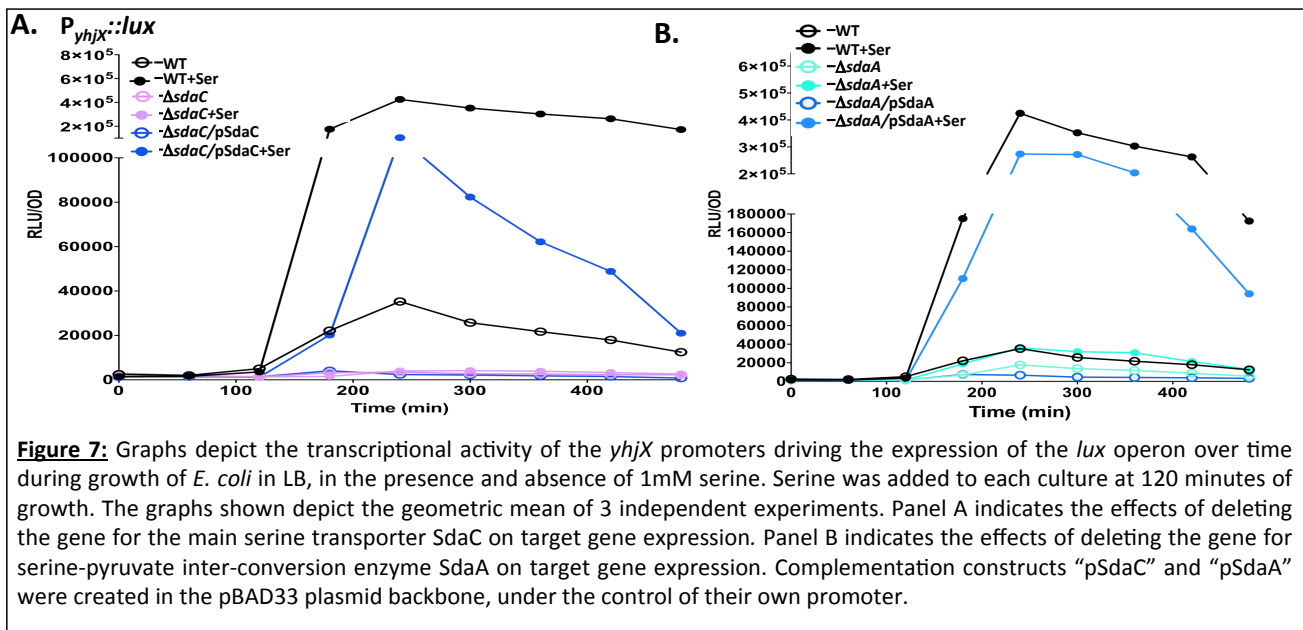 A. PyhjX::lux
8×10⁵
6×10⁵
4×10⁵
2×10⁵
100000
80000
60000
40000
20000
0
RLU/OD
0 100 200 300 400
Time (min)
WT
WT+Ser
ΔsdaC
ΔsdaC+Ser
ΔsdaC/pSdaC
ΔsdaC/pSdaC+Ser
B.
6×10⁵
5×10⁵
4×10⁵
3×10⁵
2×10⁵
180000
160000
140000
120000
100000
80000
60000
40000
20000
0
RLU/OD
0 100 200 300 400
Time (min)
WT
WT+Ser
ΔsdaA
ΔsdaA+Ser
ΔsdaA/pSdaA
ΔsdaA/pSdaA+Ser
Figure 7: Graphs depict the transcriptional activity of the yhjX promoters driving the expression of the lux operon over time
during growth of E. coli in LB, in the presence and absence of 1mM serine. Serine was added to each culture at 120 minutes of
growth. The graphs shown depict the geometric mean of 3 independent experiments. Panel A indicates the effects of deleting
the gene for the main serine transporter SdaC on target gene expression. Panel B indicates the effects of deleting the gene for
serine-pyruvate inter-conversion enzyme SdaA on target gene expression. Complementation constructs “pSdaC” and “pSdaA”
were created in the pBAD33 plasmid backbone, under the control of their own promoter.